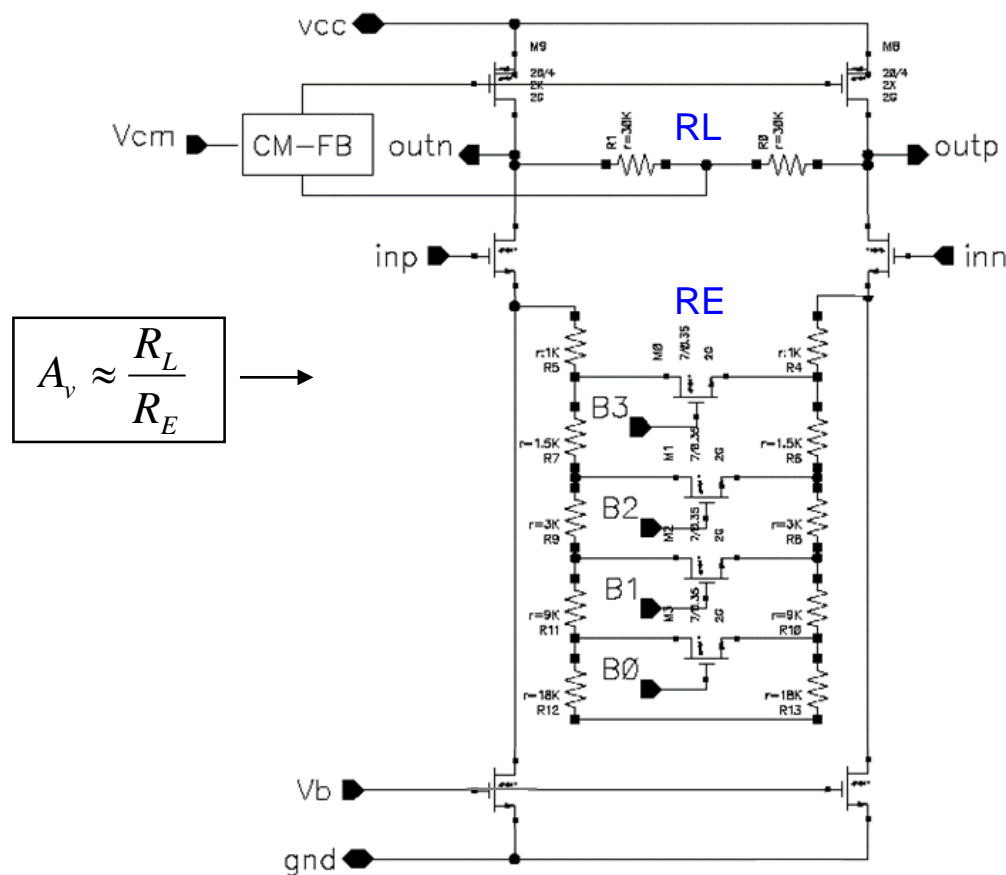 vcc
M9
20/4
2X
2G
M8
20/4
2X
2G
Vcm
CM-FB
outn
R1
r=30K
RL
R0
r=30K
outp
inp
inn
RE
A_v ≈ R_L / R_E
r:1K
R5
M0
7/0.35
2G
r:1K
R4
B3
r=1.5K
R7
M1
7/0.35
2G
r=1.5K
R6
B2
r=3K
R9
M2
7/0.35
2G
r=3K
R8
B1
r=9K
R11
M3
7/0.35
2G
r=9K
R10
B0
r=18K
R12
r=18K
R13
Vb
gnd